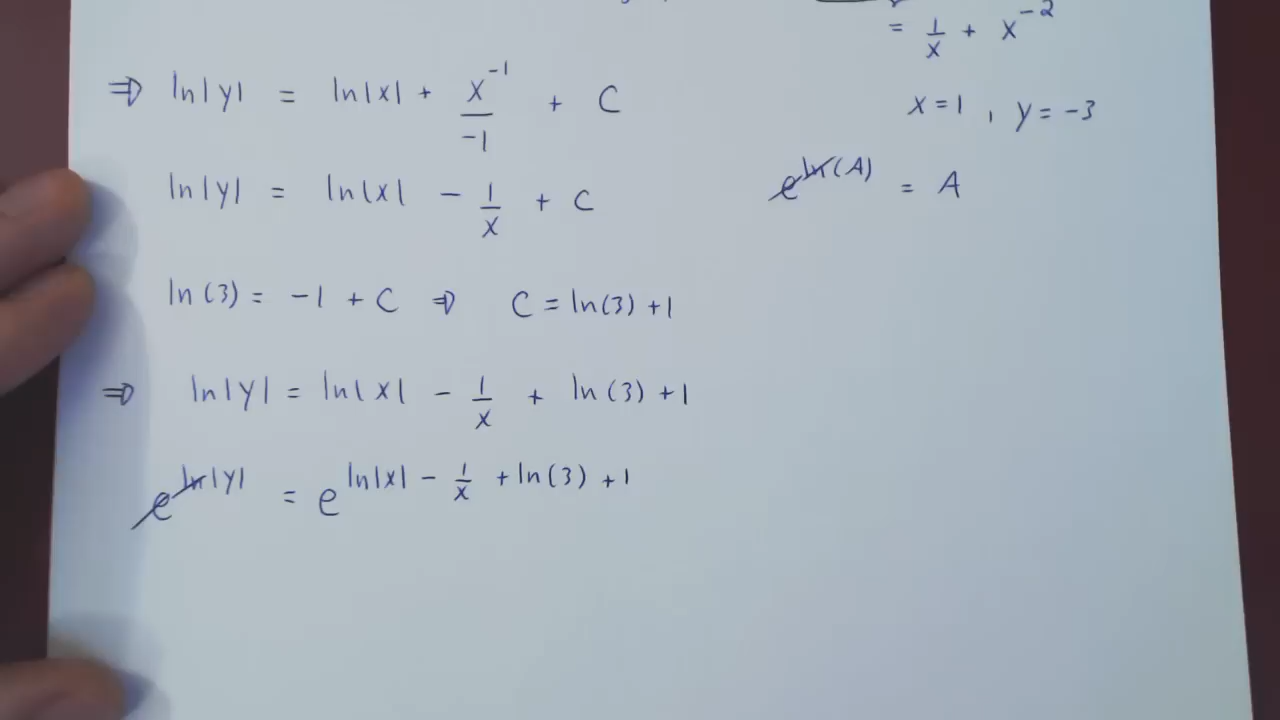 = 1/x + x^-2
⇒ ln|y| = ln|x| + x^-1/-1 + C
x=1, y=-3
e^ln(A) = A
ln|y| = ln|x| - 1/x + C
ln(3) = -1 + C ⇒ C = ln(3) +1
⇒ ln|y| = ln|x| - 1/x + ln(3) +1
e^ln|y| = e^ln|x| - 1/x + ln(3) +1